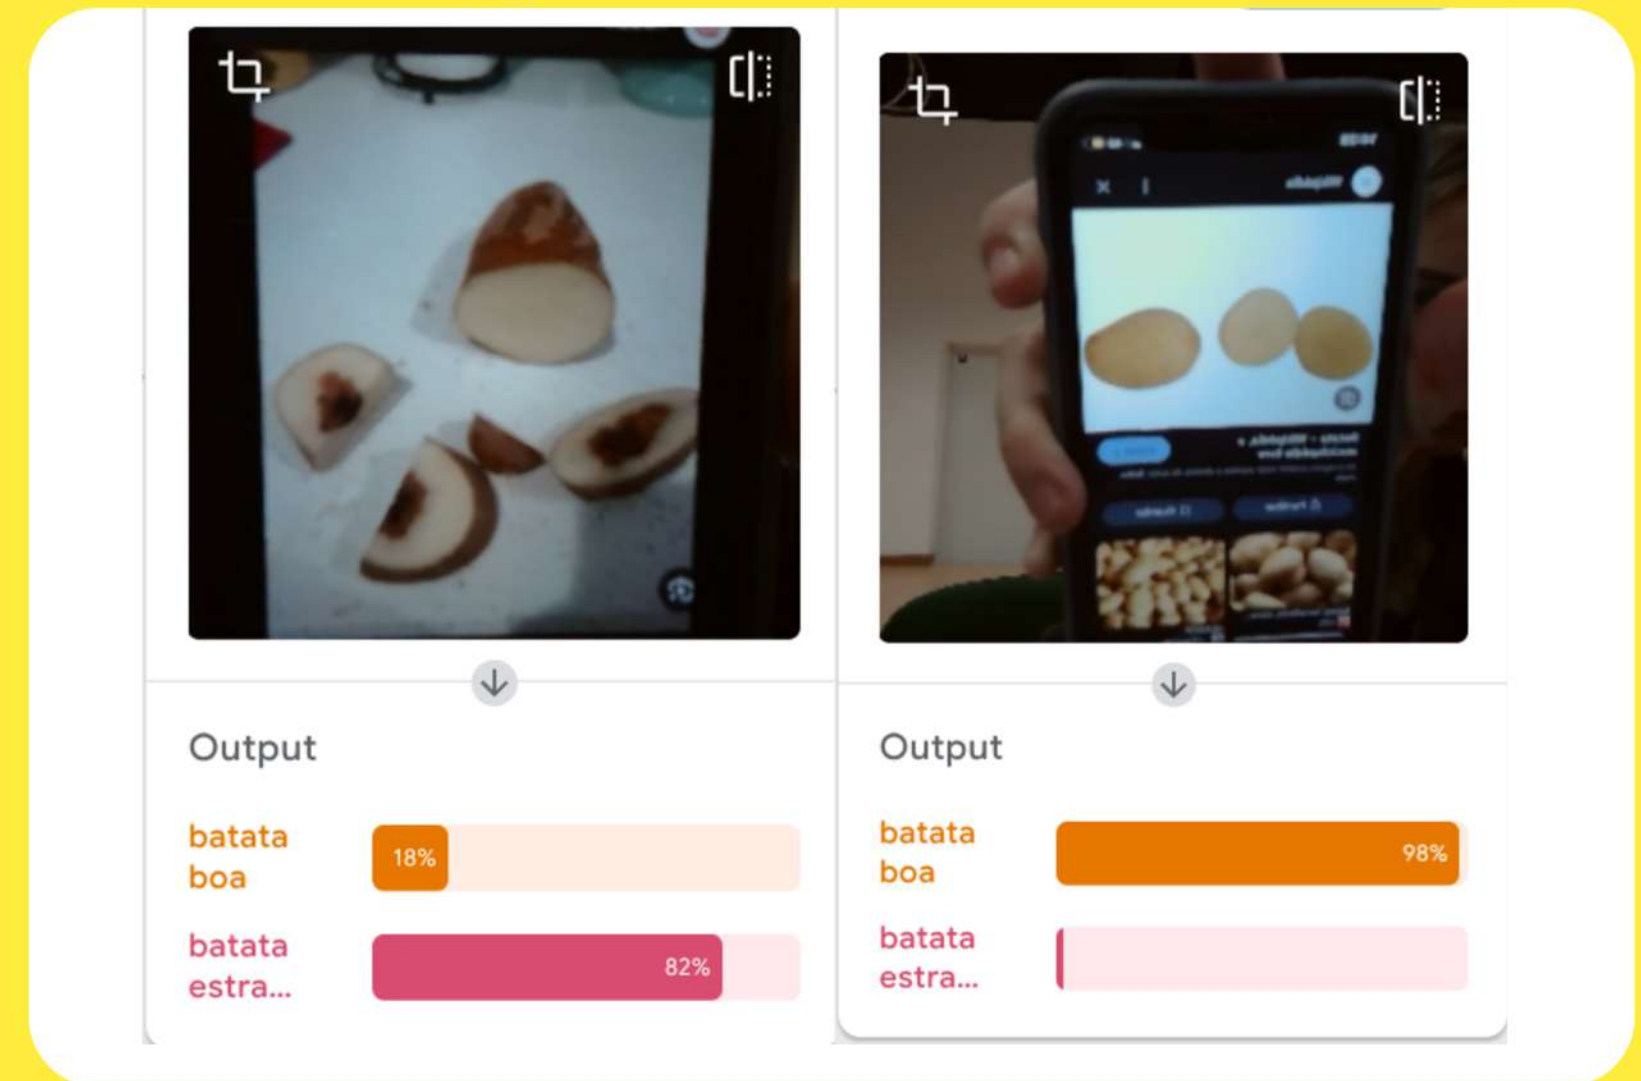 Output
batata
boa
18%
batata
estra...
82%
Output
batata
boa
98%
batata
estra...